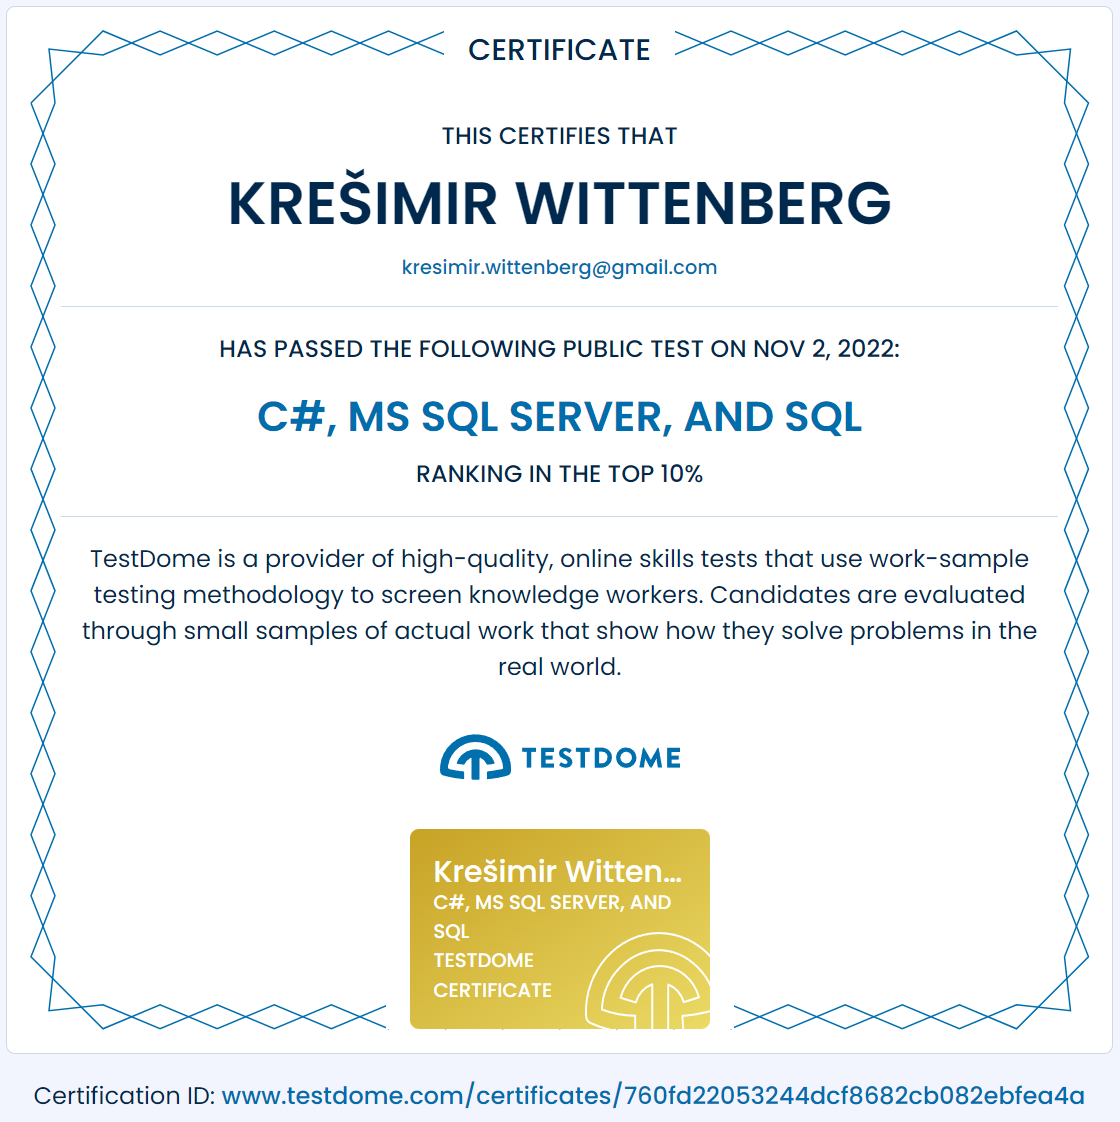 CERTIFICATE
THIS CERTIFIES THAT
KREŠIMIR WITTENBERG
kresimir.wittenberg@gmail.com
HAS PASSED THE FOLLOWING PUBLIC TEST ON NOV 2, 2022:
C#, MS SQL SERVER, AND SQL
RANKING IN THE TOP 10%
TestDome is a provider of high-quality, online skills tests that use work-sample
testing methodology to screen knowledge workers. Candidates are evaluated
through small samples of actual work that show how they solve problems in the
real world.
TESTDOME
Krešimir Witten...
C#, MS SQL SERVER, AND
SQL
TESTDOME
CERTIFICATE
Certification ID: www.testdome.com/certificates/760fd22053244dcf8682cb082ebfea4a